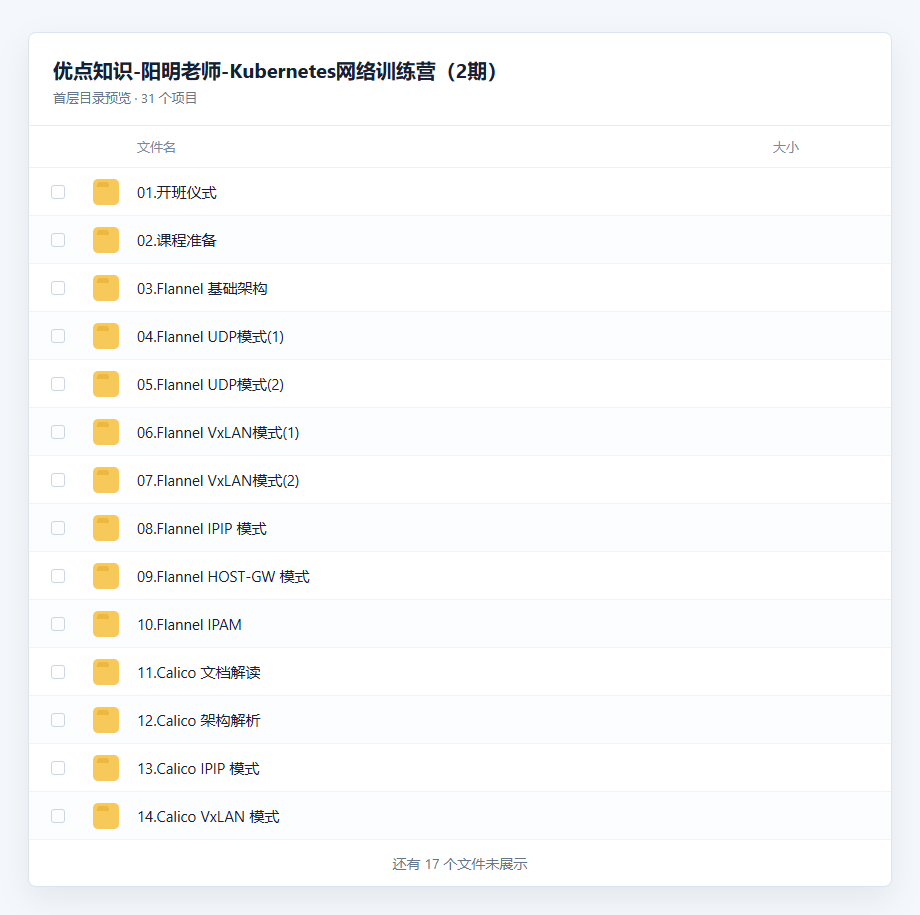 优点知识-阳明老师-Kubernetes网络训练营（2期）
首层目录预览 · 31 个项目
文件名 大小
01.开班仪式
02.课程准备
03.Flannel 基础架构
04.Flannel UDP模式(1)
05.Flannel UDP模式(2)
06.Flannel VxLAN模式(1)
07.Flannel VxLAN模式(2)
08.Flannel IPIP 模式
09.Flannel HOST-GW 模式
10.Flannel IPAM
11.Calico 文档解读
12.Calico 架构解析
13.Calico IPIP 模式
14.Calico VxLAN 模式
还有 17 个文件未展示